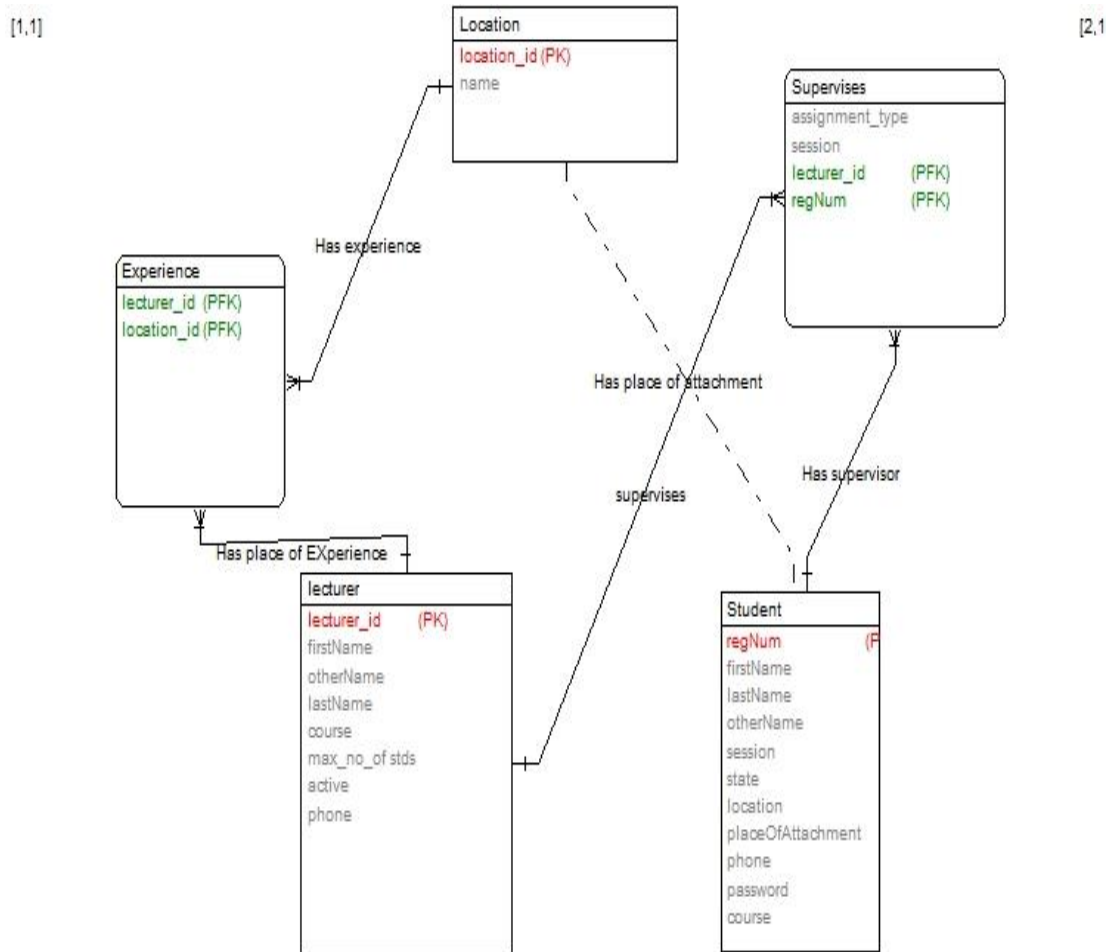 [1,1]
[2,1
Location
location_id (PK)
name
Supervises
assignment_type
session
lecturer_id (PFK)
regNum (PFK)
Has experience
Experience
lecturer_id (PFK)
location_id (PFK)
Has place of attachment
Has supervisor
supervises
Has place of EXperience
lecturer
lecturer_id (PK)
firstName
otherName
lastName
course
max_no_of stds
active
phone
Student
regNum (P
firstName
lastName
otherName
session
state
location
placeOfAttachment
phone
password
course